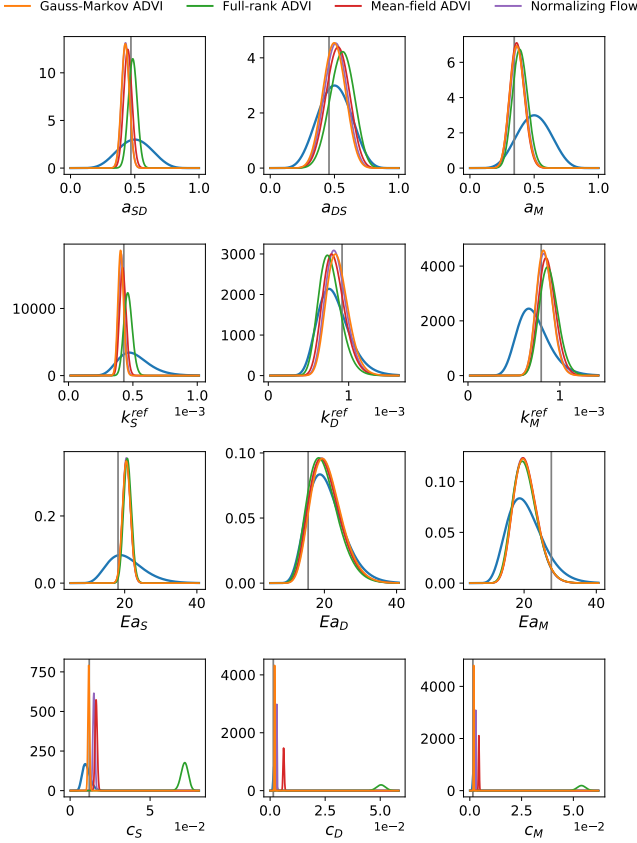 Gauss-Markov ADVI Full-rank ADVI Mean-field ADVI Normalizing Flow
0 5 10
0.0 0.5 1.0
a_SD
0 2 4
0.0 0.5 1.0
a_DS
0 2 4 6
0.0 0.5 1.0
a_M
0 10000
0.0 0.5 1.0
1e−3
k_S^ref
0 1000 2000 3000
0 1
1e−3
k_D^ref
0 2000 4000
0 1
1e−3
k_M^ref
0.0 0.2
20 40
Ea_S
0.00 0.05 0.10
20 40
Ea_D
0.00 0.05 0.10
20 40
Ea_M
0 250 500 750
0 5
1e−2
c_S
0 2000 4000
0.0 2.5 5.0
1e−2
c_D
0 2000 4000
0.0 2.5 5.0
1e−2
c_M